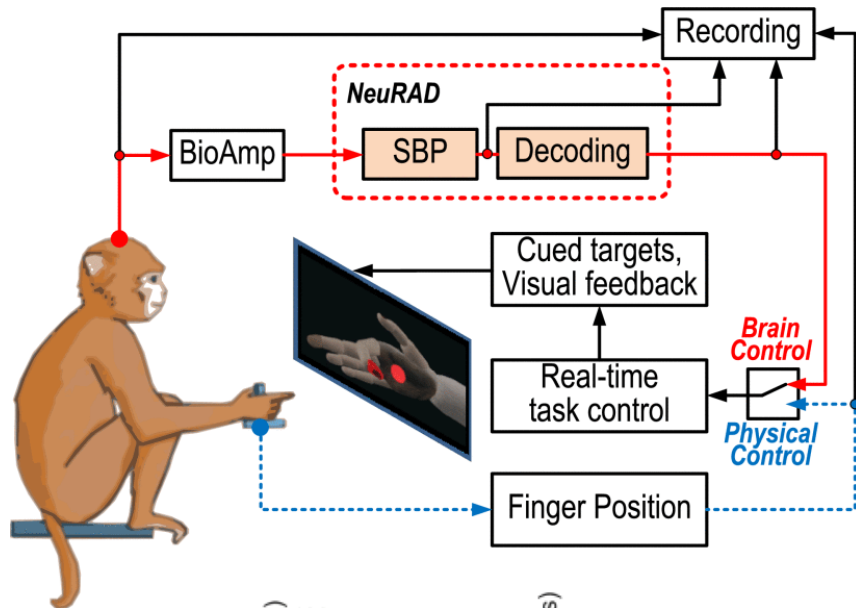 Recording
NeuRAD
BioAmp
SBP
Decoding
Cued targets,
Visual feedback
Brain
Control
Real-time
task control
Physical
Control
Finger Position
s)
)